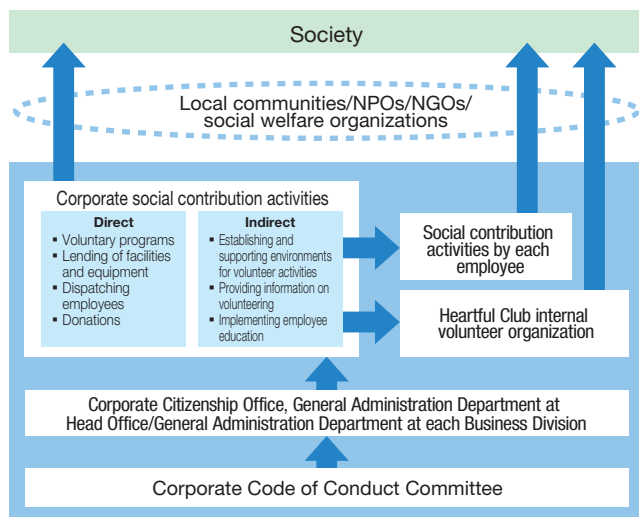 Society
Local communities/NPOs/NGOs/
social welfare organizations
Corporate social contribution activities
Direct
▪ Voluntary programs
▪ Lending of facilities
and equipment
▪ Dispatching
employees
▪ Donations
Indirect
▪ Establishing and
supporting environments
for volunteer activities
▪ Providing information on
volunteering
▪ Implementing employee
education
Social contribution
activities by each
employee
Heartful Club internal
volunteer organization
Corporate Citizenship Office, General Administration Department at
Head Office/General Administration Department at each Business Division
Corporate Code of Conduct Committee